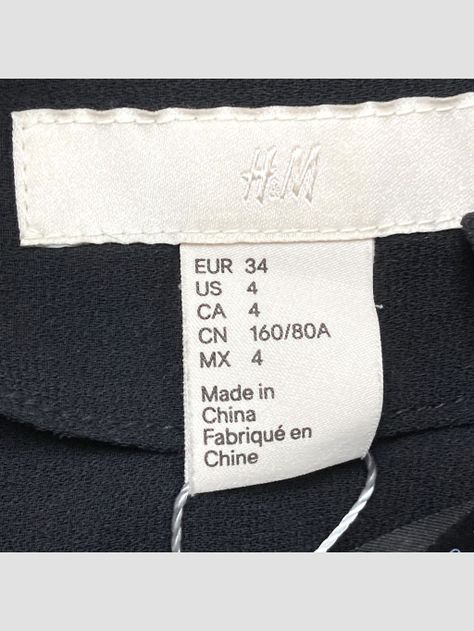 H&M
EUR 34
US 4
CA 4
CN 160/80A
MX 4
Made in
China
Fabriqué en
Chine